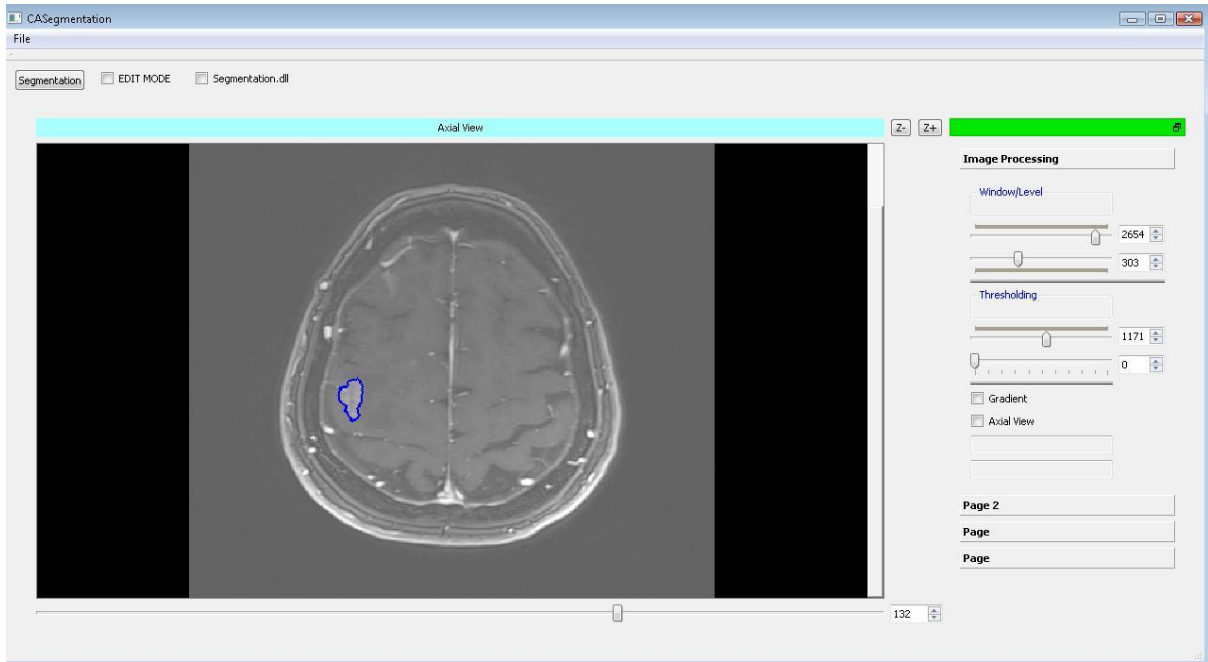 CASegmentation
File
Segmentation EDIT MODE Segmentation.dll
Axial View Z- Z+
Image Processing
Window/Level
2654
303
Thresholding
1171
0
Gradient
Axial View
Page 2
Page
Page
132